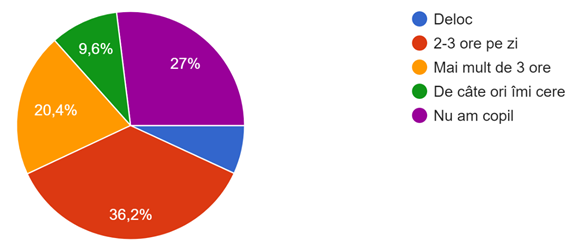 9,6%
27%
20,4%
36,2%
Deloc
2-3 ore pe zi
Mai mult de 3 ore
De câte ori îmi cere
Nu am copil